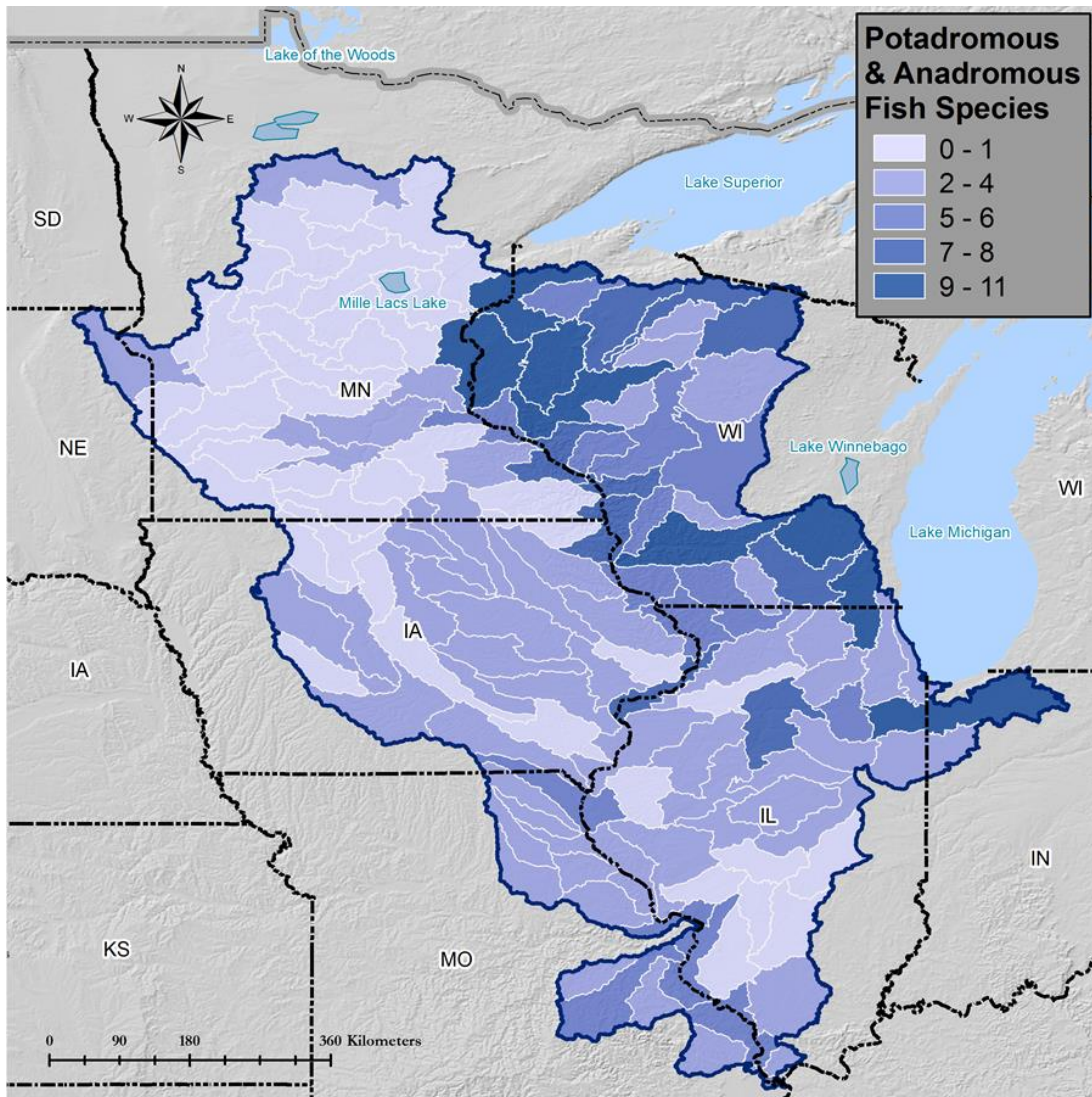 Potadromous
& Anadromous
Fish Species
0 - 1
2 - 4
5 - 6
7 - 8
9 - 11
Lake of the Woods
N
W
E
S
Lake Superior
SD
Mille Lacs Lake
MN
WI
NE
Lake Winnebago
WI
Lake Michigan
IA
IA
IL
IN
KS
MO
0 90 180 360 Kilometers